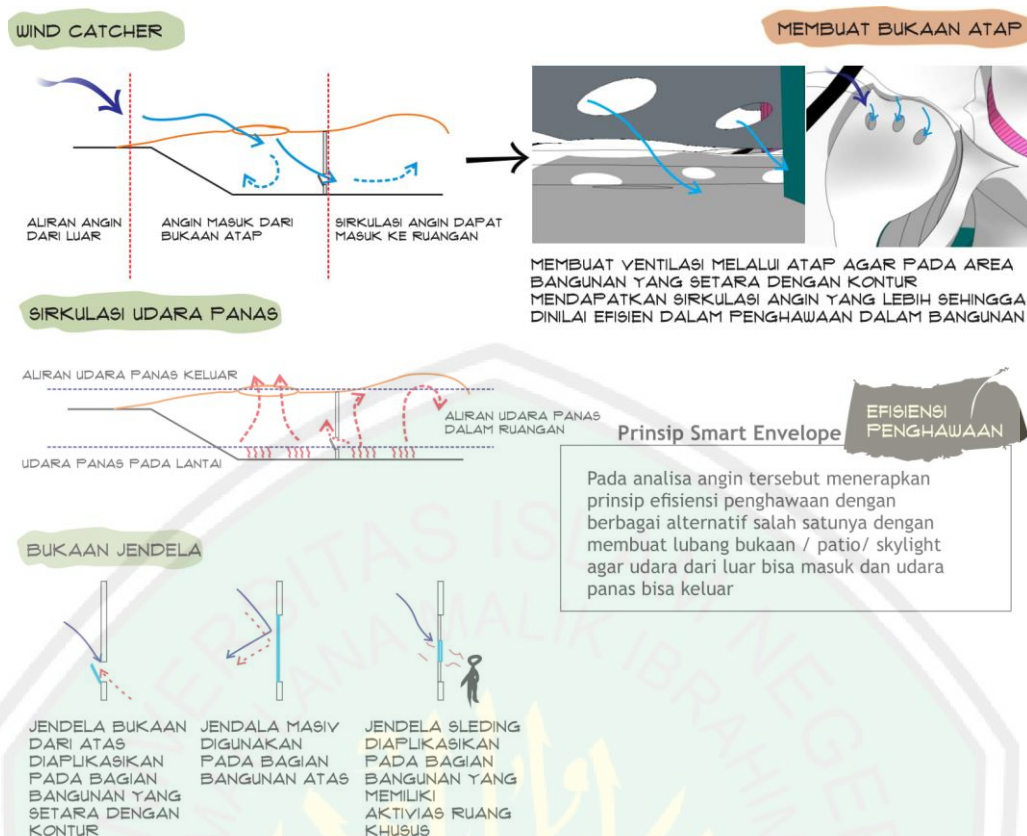 WIND CATCHER
ALIRAN ANGIN
DARI LUAR
ANGIN MASUK DARI
BUKAAN ATAP
SIRKULASI ANGIN DAPAT
MASUK KE RUANGAN
MEMBUAT BUKAAN ATAP
MEMBUAT VENTILASI MELALUI ATAP AGAR PADA AREA
BANGUNAN YANG SETARA DENGAN KONTUR
MENDAPATKAN SIRKULASI ANGIN YANG LEBIH SEHINGGA
DINILAI EFISIEN DALAM PENGHAWAAN DALAM BANGUNAN
SIRKULASI UDARA PANAS
ALIRAN UDARA PANAS KELUAR
ALIRAN UDARA PANAS
DALAM RUANGAN
UDARA PANAS PADA LANTAI
Prinsip Smart Envelope
EFISIENSI
PENGHAWAAN
Pada analisa angin tersebut menerapkan
prinsip efisiensi penghawaan dengan
berbagai alternatif salah satunya dengan
membuat lubang bukaan / patio/ skylight
agar udara dari luar bisa masuk dan udara
panas bisa keluar
BUKAAN JENDELA
JENDELA BUKAAN
DARI ATAS
DIAPLIKASIKAN
PADA BAGIAN
BANGUNAN YANG
SETARA DENGAN
KONTUR
JENDALA MASIV
DIGUNAKAN
PADA BAGIAN
BANGUNAN ATAS
JENDELA SLEDING
DIAPLIKASIKAN
PADA BAGIAN
BANGUNAN YANG
MEMILIKI
AKTIVIAS RUANG
KHUSUS